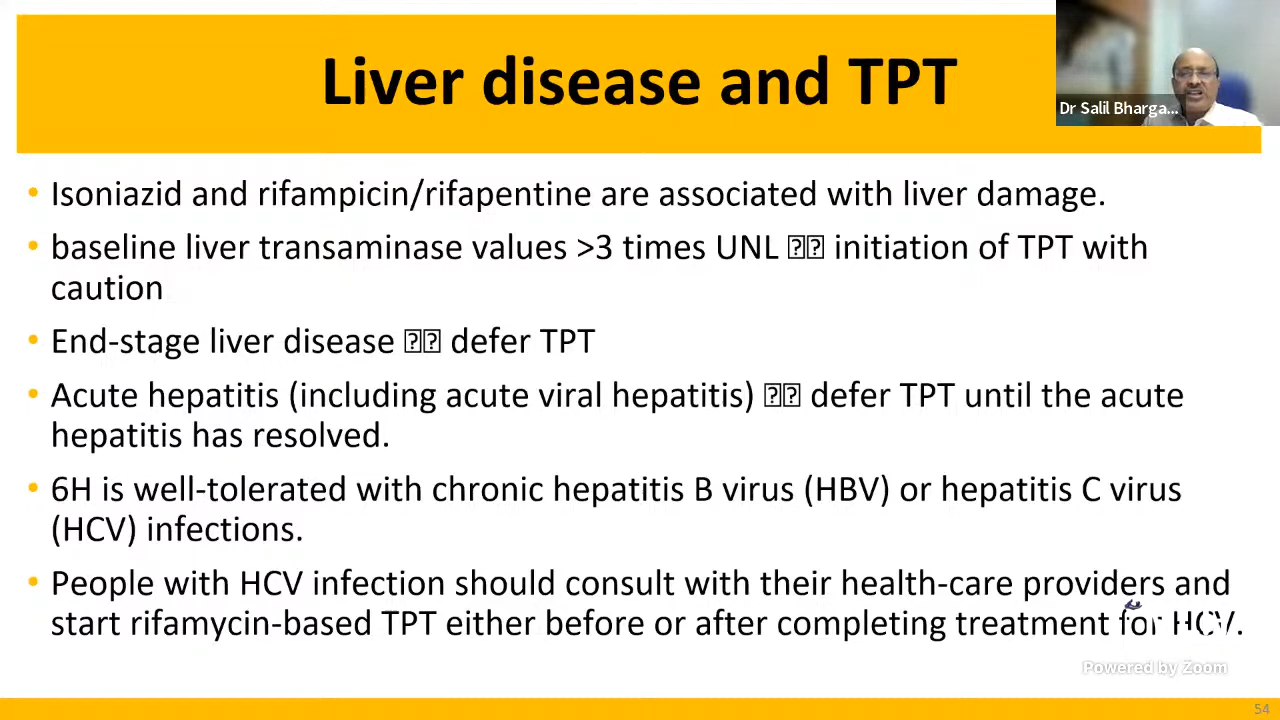 Liver disease and TPT
Dr Salil Bharga...
• Isoniazid and rifampicin/rifapentine are associated with liver damage.
• baseline liver transaminase values >3 times UNL ⍰⍰ initiation of TPT with
caution
• End-stage liver disease ⍰⍰ defer TPT
• Acute hepatitis (including acute viral hepatitis) ⍰⍰ defer TPT until the acute
hepatitis has resolved.
• 6H is well-tolerated with chronic hepatitis B virus (HBV) or hepatitis C virus
(HCV) infections.
• People with HCV infection should consult with their health-care providers and
start rifamycin-based TPT either before or after completing treatment for HCV.
Powered by Zoom
54